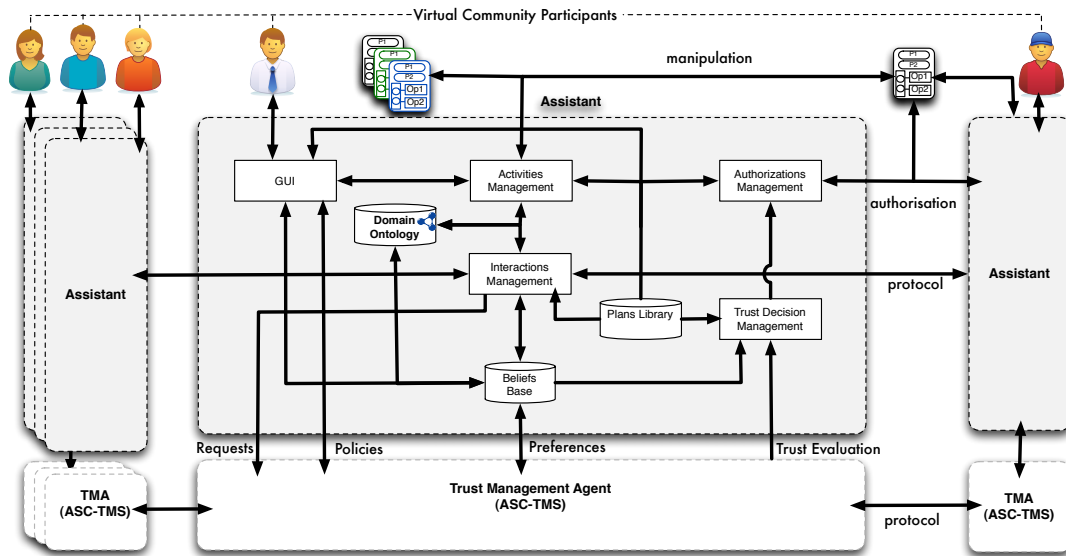 Virtual Community Participants
P1
P1
P1
P2
Op1
Op2
manipulation
P1
P2
Op1
Op2
Assistant
GUI
Activities
Management
Authorizations
Management
authorisation
Domain
Ontology
Assistant
Interactions
Management
protocol
Assistant
Plans Library
Trust Decision
Management
Beliefs
Base
Requests
Policies
Preferences
Trust Evaluation
TMA
(ASC-TMS)
Trust Management Agent
(ASC-TMS)
protocol
TMA
(ASC-TMS)